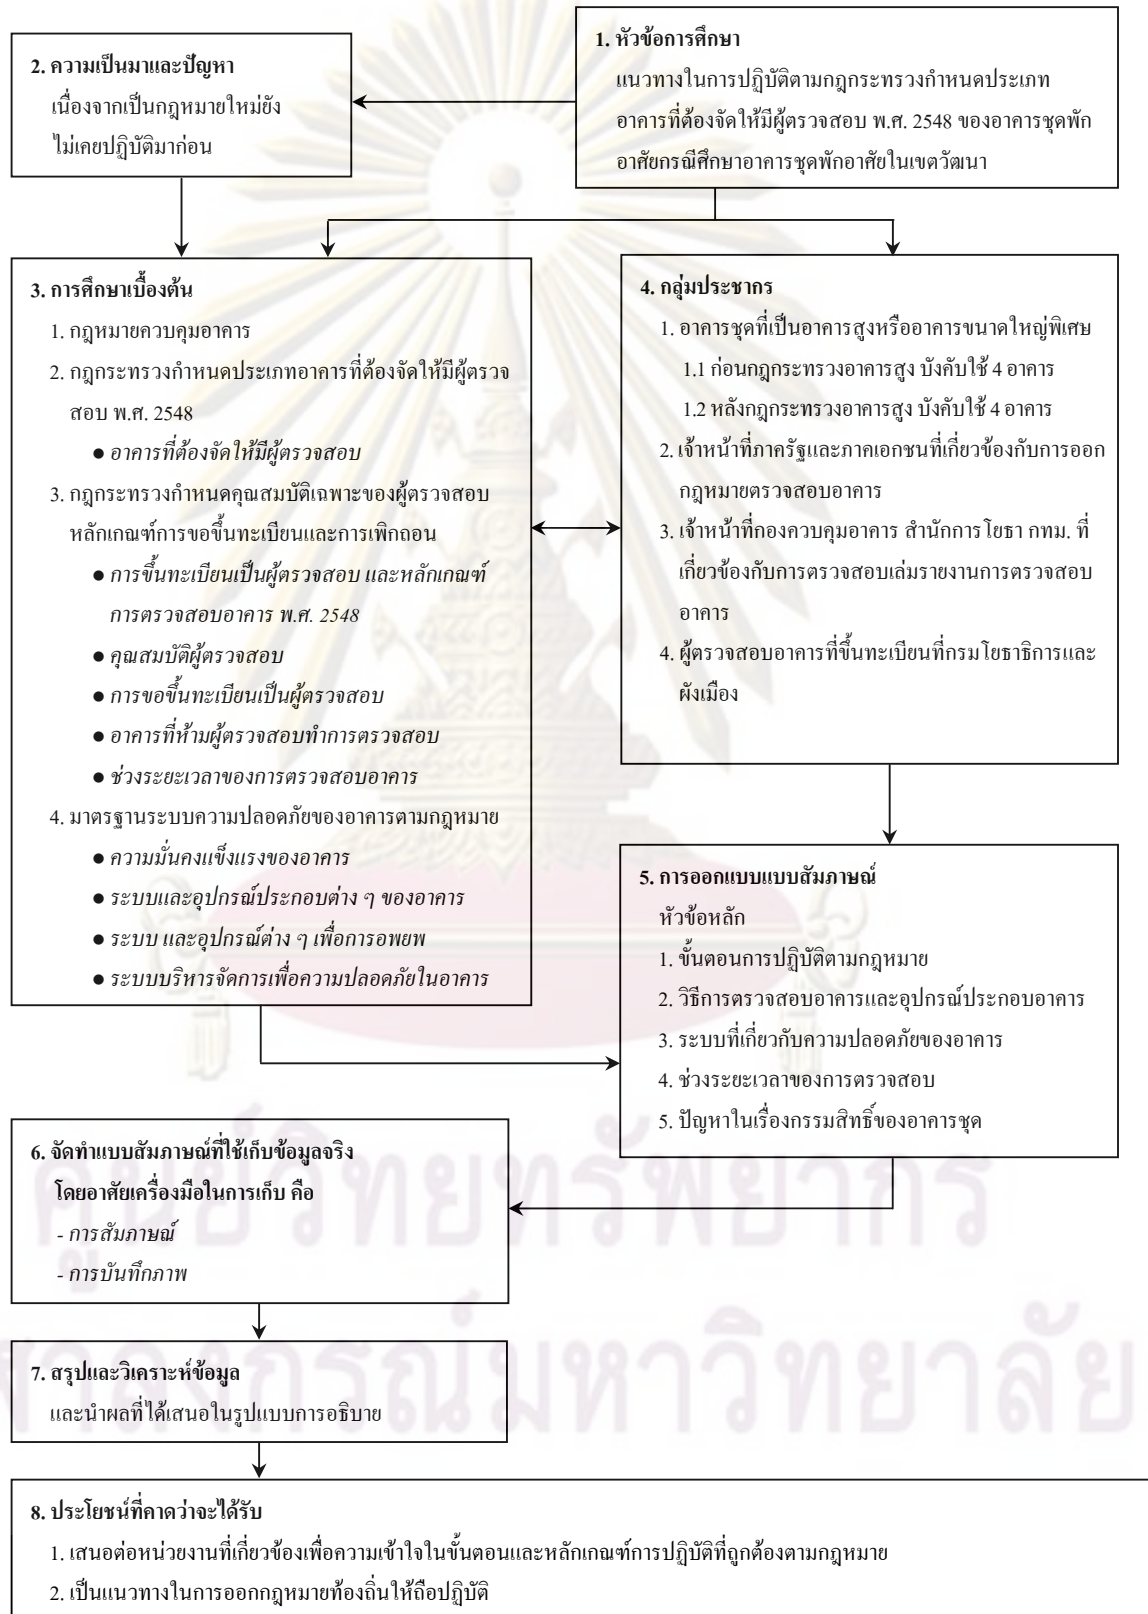 1. หัวข้อการศึกษา
แนวทางในการปฏิบัติตามกฎกระทรวงกำหนดประเภท
อาคารที่ต้องจัดให้มีผู้ตรวจสอบ พ.ศ. 2548 ของอาคารชุดพัก
อาศัยกรณีศึกษาอาคารชุดพักอาศัยในเขตวัฒนา
2. ความเป็นมาและปัญหา
เนื่องจากเป็นกฎหมายใหม่ยัง
ไม่เคยปฏิบัติมาก่อน
3. การศึกษาเบื้องต้น
1. กฎหมายควบคุมอาคาร
2. กฎกระทรวงกำหนดประเภทอาคารที่ต้องจัดให้มีผู้ตรวจ
สอบ พ.ศ. 2548
● อาคารที่ต้องจัดให้มีผู้ตรวจสอบ
3. กฎกระทรวงกำหนดคุณสมบัติเฉพาะของผู้ตรวจสอบ
หลักเกณฑ์การขอขึ้นทะเบียนและการเพิกถอน
● การขึ้นทะเบียนเป็นผู้ตรวจสอบ และหลักเกณฑ์
การตรวจสอบอาคาร พ.ศ. 2548
● คุณสมบัติผู้ตรวจสอบ
● การขอขึ้นทะเบียนเป็นผู้ตรวจสอบ
● อาคารที่ห้ามผู้ตรวจสอบทำการตรวจสอบ
● ช่วงระยะเวลาของการตรวจสอบอาคาร
4. มาตรฐานระบบความปลอดภัยของอาคารตามกฎหมาย
● ความมั่นคงแข็งแรงของอาคาร
● ระบบและอุปกรณ์ประกอบต่าง ๆ ของอาคาร
● ระบบ และอุปกรณ์ต่าง ๆ เพื่อการอพยพ
● ระบบบริหารจัดการเพื่อความปลอดภัยในอาคาร
4. กลุ่มประชากร
1. อาคารชุดที่เป็นอาคารสูงหรืออาคารขนาดใหญ่พิเศษ
1.1 ก่อนกฎกระทรวงอาคารสูง บังคับใช้ 4 อาคาร
1.2 หลังกฎกระทรวงอาคารสูง บังคับใช้ 4 อาคาร
2. เจ้าหน้าที่ภาครัฐและภาคเอกชนที่เกี่ยวข้องกับการออก
กฎหมายตรวจสอบอาคาร
3. เจ้าหน้าที่กองควบคุมอาคาร สำนักการโยธา กทม. ที่
เกี่ยวข้องกับการตรวจสอบเล่มรายงานการตรวจสอบ
อาคาร
4. ผู้ตรวจสอบอาคารที่ขึ้นทะเบียนที่กรมโยธาธิการและ
ผังเมือง
5. การออกแบบแบบสัมภาษณ์
หัวข้อหลัก
1. ขั้นตอนการปฏิบัติตามกฎหมาย
2. วิธีการตรวจสอบอาคารและอุปกรณ์ประกอบอาคาร
3. ระบบที่เกี่ยวกับความปลอดภัยของอาคาร
4. ช่วงระยะเวลาของการตรวจสอบ
5. ปัญหาในเรื่องกรรมสิทธิ์ของอาคารชุด
6. จัดทำแบบสัมภาษณ์ที่ใช้เก็บข้อมูลจริง
โดยอาศัยเครื่องมือในการเก็บ คือ
- การสัมภาษณ์
- การบันทึกภาพ
7. สรุปและวิเคราะห์ข้อมูล
และนำผลที่ได้เสนอในรูปแบบการอธิบาย
8. ประโยชน์ที่คาดว่าจะได้รับ
1. เสนอต่อหน่วยงานที่เกี่ยวข้องเพื่อความเข้าใจในขั้นตอนและหลักเกณฑ์การปฏิบัติที่ถูกต้องตามกฎหมาย
2. เป็นแนวทางในการออกกฎหมายท้องถิ่นให้ถือปฏิบัติ
ศูนย์วิทยทรัพยากร
จุฬาลงกรณ์มหาวิทยาลัย